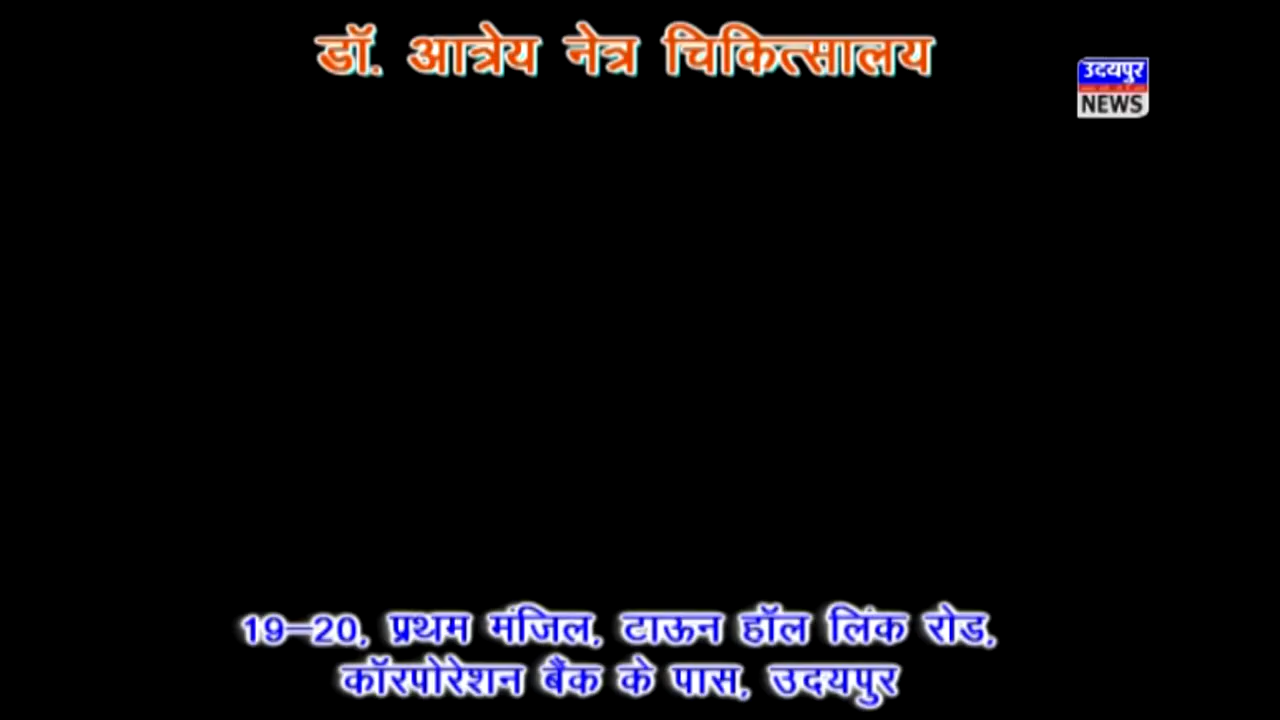 डॉ. आत्रेय नेत्र चिकित्सालय
उदयपुर
NEWS
19-20, प्रथम मंजिल, टाऊन हॉल लिंक रोड,
कॉरपोरेशन बैंक के पास, उदयपुर